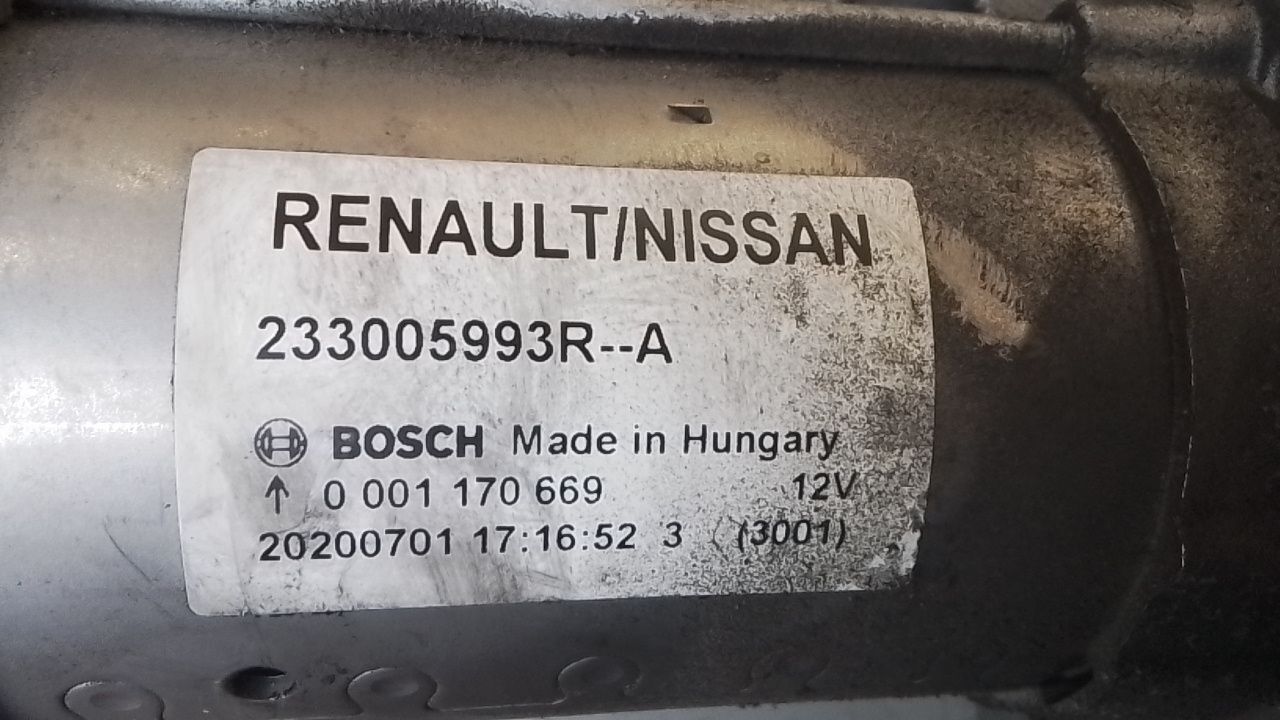 RENAULT/NISSAN
233005993R--A
BOSCH Made in Hungary
↑ 0 001 170 669 12V
20200701 17:16:52 3 (3001)